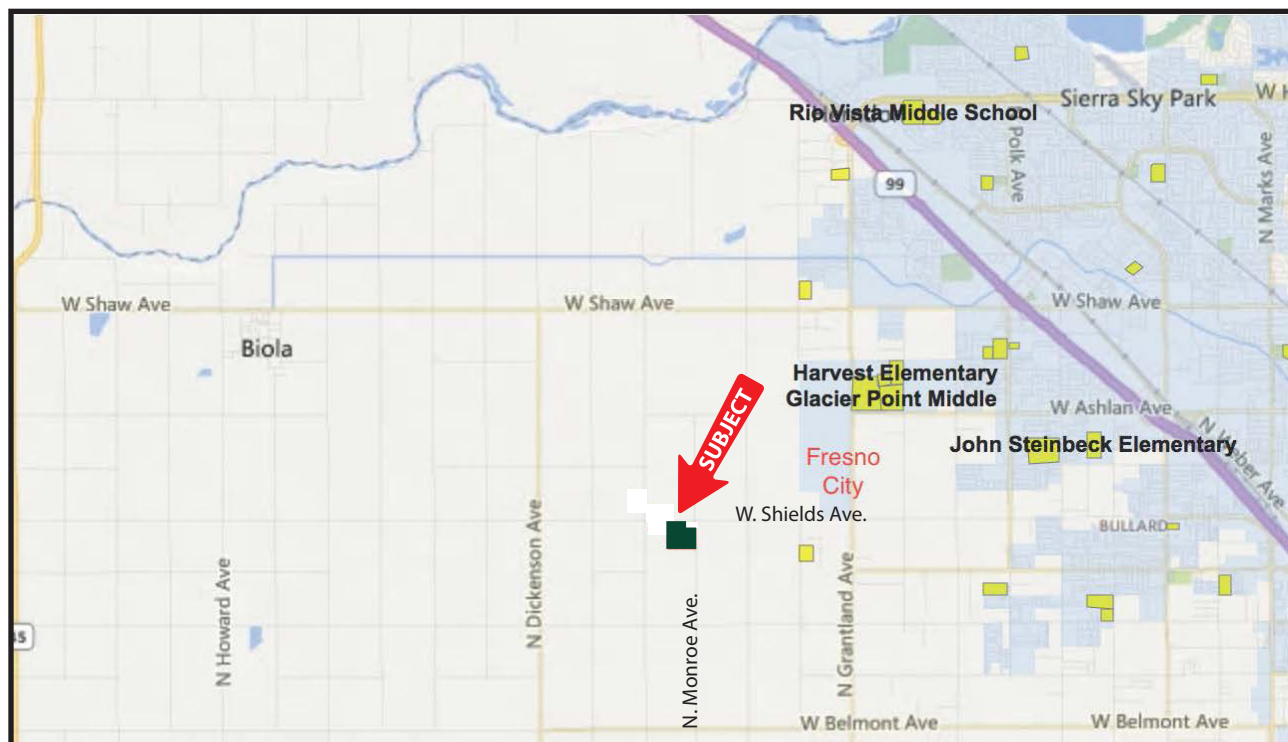 Sierra Sky Park
W H
Rio Vista Middle School
N Polk Ave
N Marks Ave
99
W Shaw Ave
W Shaw Ave
W Shaw Ave
Biola
Harvest Elementary
Glacier Point Middle
SUBJECT
W Ashlan Ave
N Weber Ave
John Steinbeck Elementary
Fresno
City
W. Shields Ave.
BULLARD
N Howard Ave
N Dickenson Ave
N. Monroe Ave.
N Grantland Ave
W Belmont Ave
W Belmont Ave